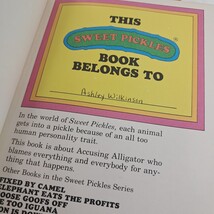 THIS
SWEET PICKLES
BOOK
BELONGS TO
Ashley Wilkinson
In the world of Sweet Pickles, each animal
gets into a pickle because of an all too
human personality trait.
This book is about Accusing Alligator who
blames everything and everybody for any-
thing that happens.
Other Books in the Sweet Pickles Series
FIXED BY CAMEL
ELEPHANT EATS THE PROFITS
GOOSE GOOFS OFF
TOO IGUANA